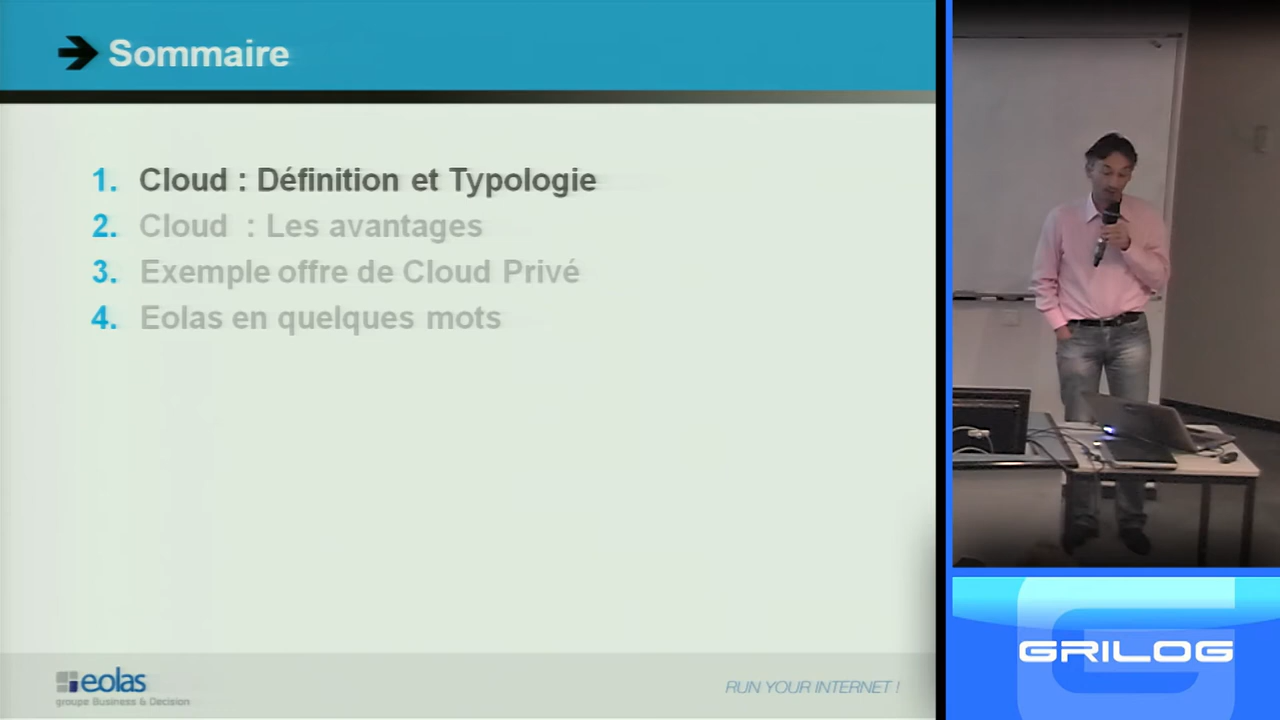 Sommaire
1. Cloud : Définition et Typologie
2. Cloud : Les avantages
3. Exemple offre de Cloud Privé
4. Eolas en quelques mots
eolas
groupe Business & Decision
RUN YOUR INTERNET !
GRILOG